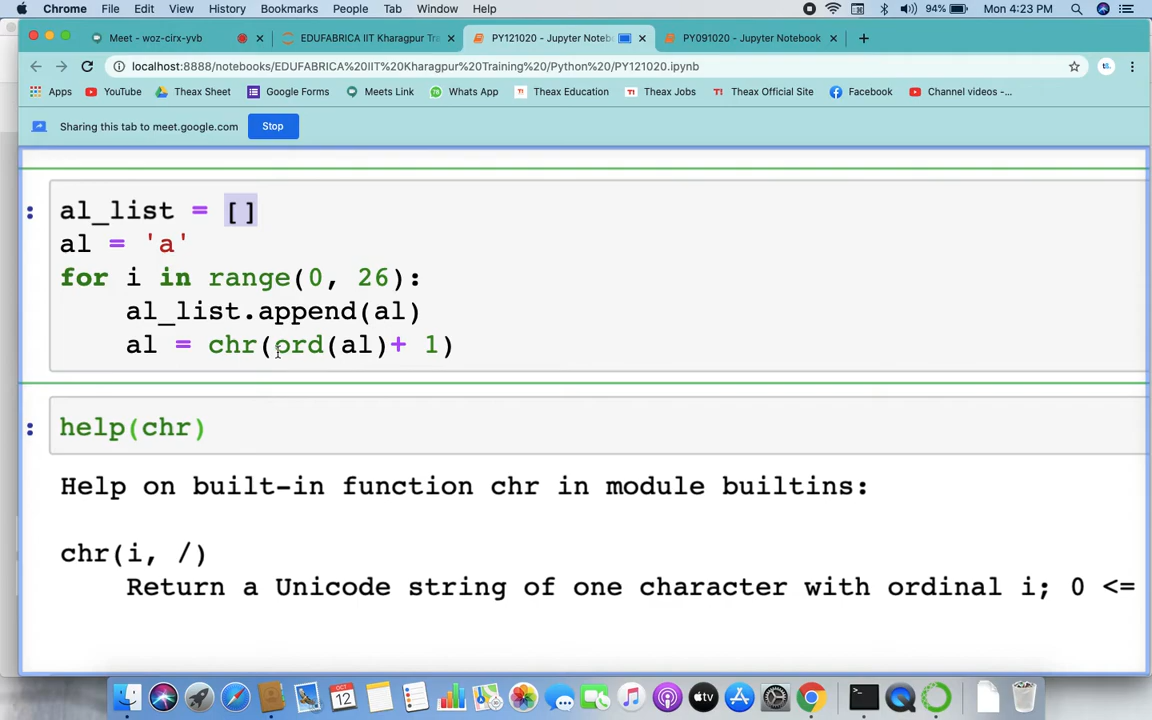 Chrome File Edit View History Bookmarks People Tab Window Help 94% Mon 4:23 PM
Meet - woz-cirx-yvb EDUFABRICA IIT Kharagpur Tra PY121020 - Jupyter Noteb PY091020 - Jupyter Notebook
localhost:8888/notebooks/EDUFABRICA%20IIT%20Kharagpur%20Training%20/Python%20/PY121020.ipynb
Apps YouTube Theax Sheet Google Forms Meets Link Whats App Theax Education Theax Jobs Theax Official Site Facebook Channel videos -...
Sharing this tab to meet.google.com Stop
: al_list = []
al = 'a'
for i in range(0, 26):
al_list.append(al)
al = chr(ord(al)+ 1)
: help(chr)
Help on built-in function chr in module builtins:
chr(i, /)
Return a Unicode string of one character with ordinal i; 0 <=
OCT
12
tv